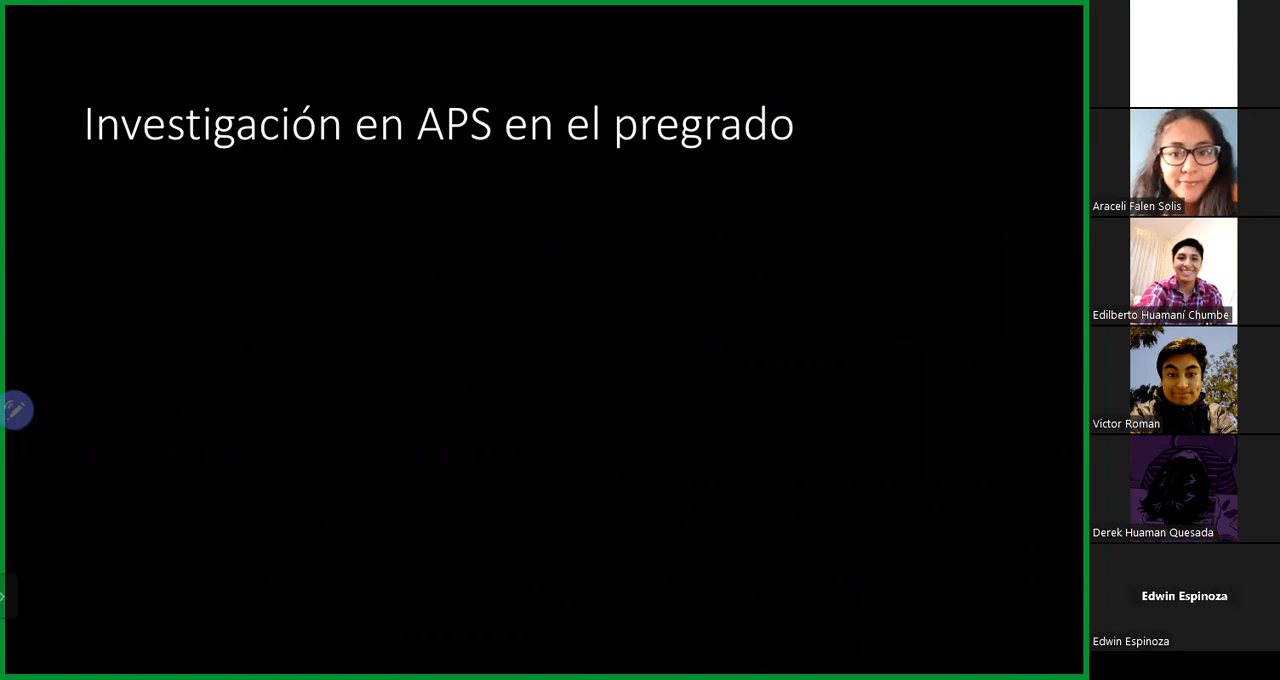 Investigación en APS en el pregrado
Araceli Falen Solis
Edilberto Huamaní Chumbe
Victor Roman
Derek Huaman Quesada
Edwin Espinoza
Edwin Espinoza